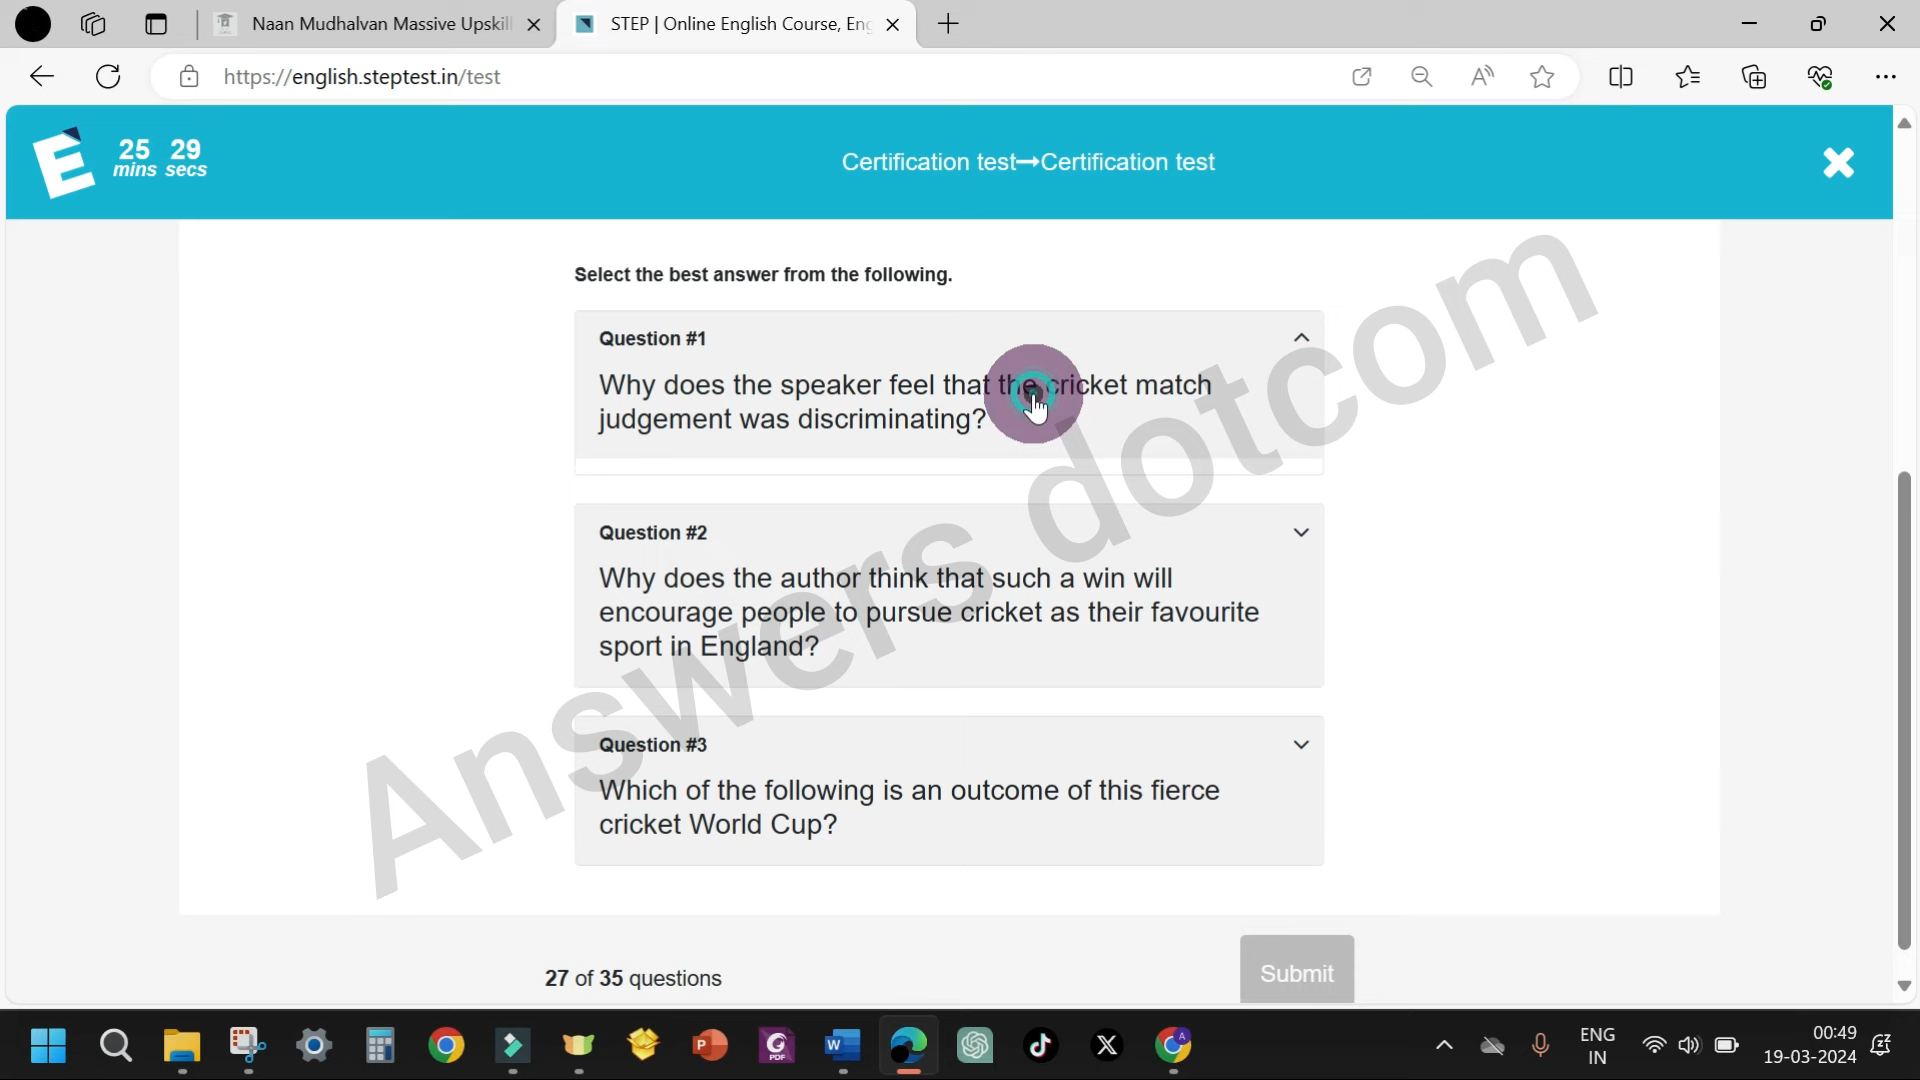 Naan Mudhalvan Massive Upskil
STEP | Online English Course, Eng
https://english.steptest.in/test
25 29
mins secs
Certification test→Certification test
Select the best answer from the following.
Question #1
Why does the speaker feel that the cricket match
judgement was discriminating?
Question #2
Why does the author think that such a win will
encourage people to pursue cricket as their favourite
sport in England?
Question #3
Which of the following is an outcome of this fierce
cricket World Cup?
Answers dotcom
27 of 35 questions
Submit
ENG
IN
00:49
19-03-2024